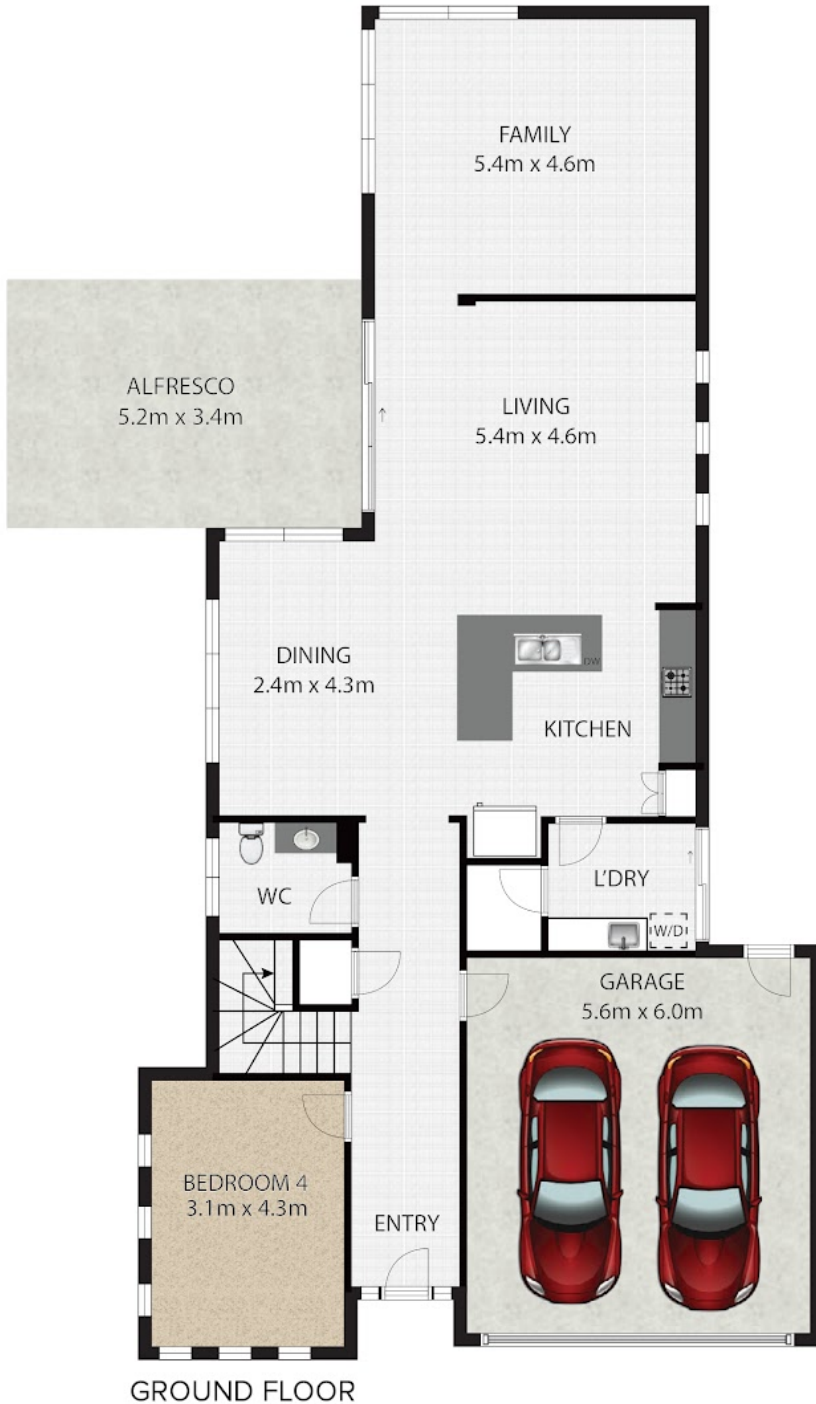 FAMILY
5.4m x 4.6m
ALFRESCO
5.2m x 3.4m
LIVING
5.4m x 4.6m
DINING
2.4m x 4.3m
DW
KITCHEN
WC
L'DRY
W/D
GARAGE
5.6m x 6.0m
BEDROOM 4
3.1m x 4.3m
ENTRY
GROUND FLOOR